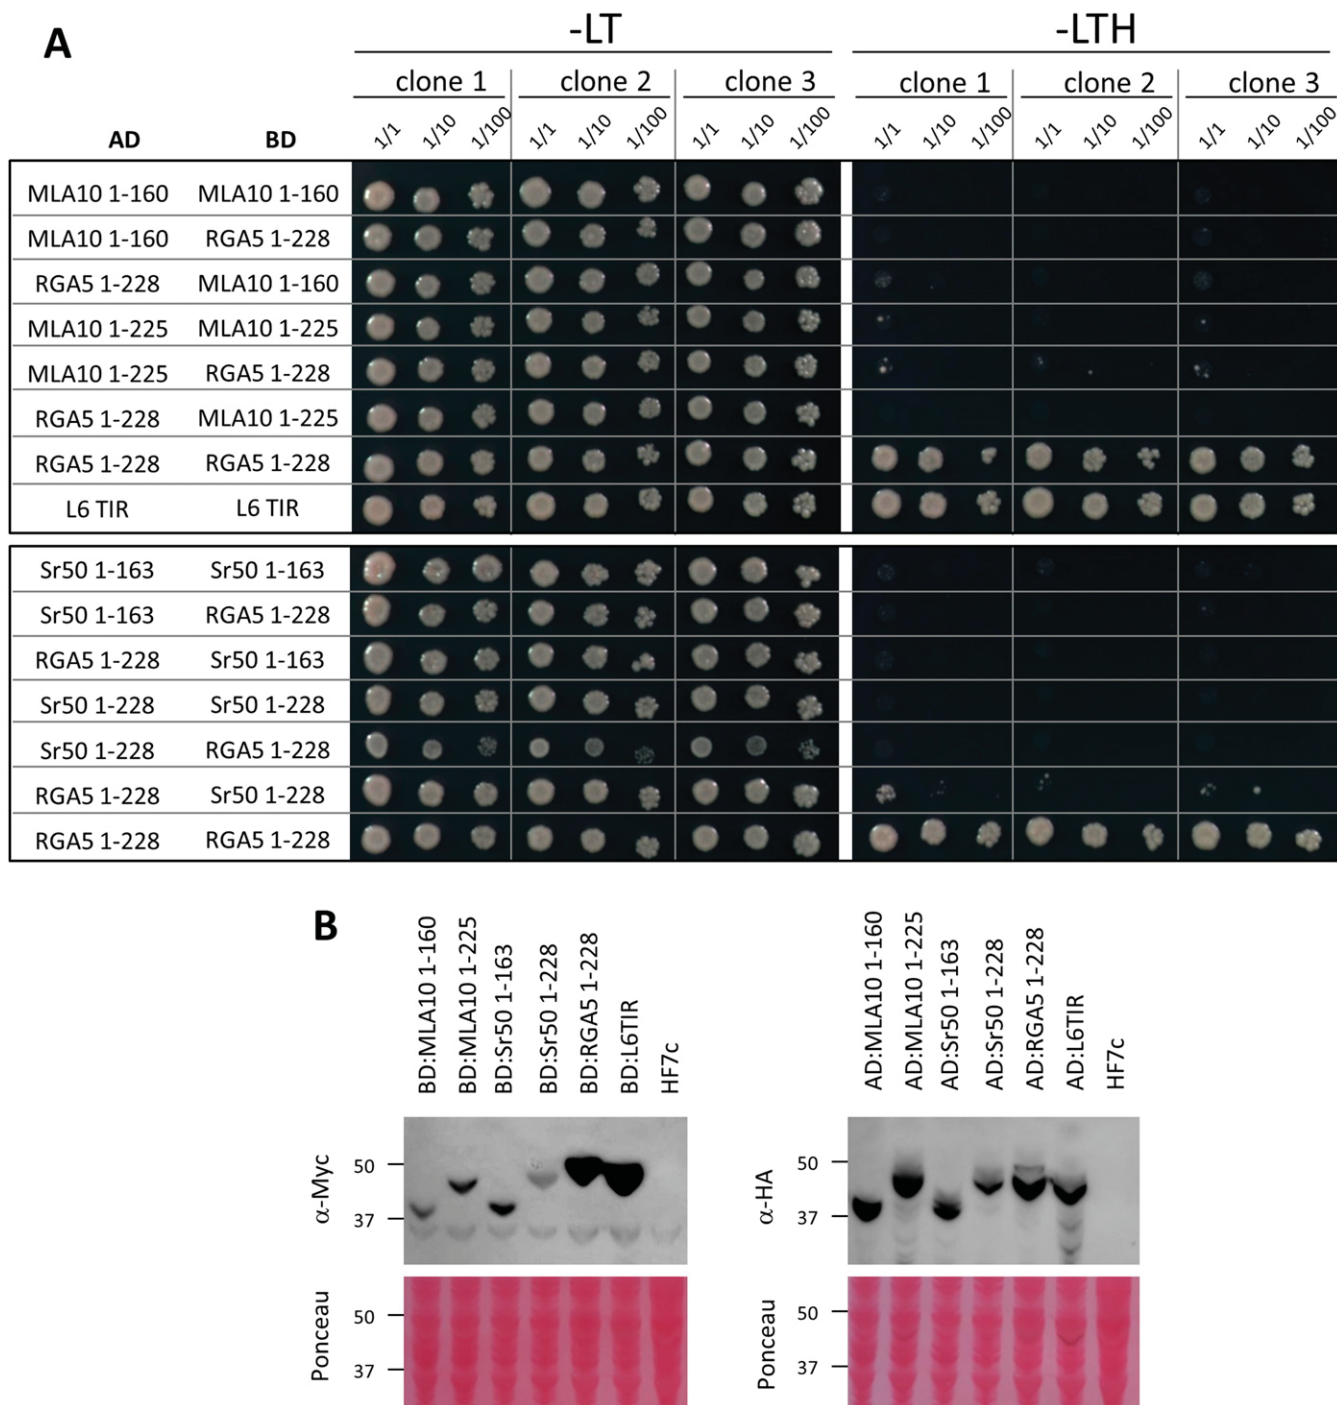 A
-LT -LTH
clone 1 clone 2 clone 3 clone 1 clone 2 clone 3
AD BD 1/1 1/10 1/100 1/1 1/10 1/100 1/1 1/10 1/100 1/1 1/10 1/100 1/1 1/10 1/100 1/1 1/10 1/100
MLA10 1-160 MLA10 1-160
MLA10 1-160 RGA5 1-228
RGA5 1-228 MLA10 1-160
MLA10 1-225 MLA10 1-225
MLA10 1-225 RGA5 1-228
RGA5 1-228 MLA10 1-225
RGA5 1-228 RGA5 1-228
L6 TIR L6 TIR
Sr50 1-163 Sr50 1-163
Sr50 1-163 RGA5 1-228
RGA5 1-228 Sr50 1-163
Sr50 1-228 Sr50 1-228
Sr50 1-228 RGA5 1-228
RGA5 1-228 Sr50 1-228
RGA5 1-228 RGA5 1-228
B
BD:MLA10 1-160
BD:MLA10 1-225
BD:Sr50 1-163
BD:Sr50 1-228
BD:RGA5 1-228
BD:L6TIR
HF7c
α-Myc
50
37
Ponceau
50
37
AD:MLA10 1-160
AD:MLA10 1-225
AD:Sr50 1-163
AD:Sr50 1-228
AD:RGA5 1-228
AD:L6TIR
HF7c
α-HA
50
37
Ponceau
50
37